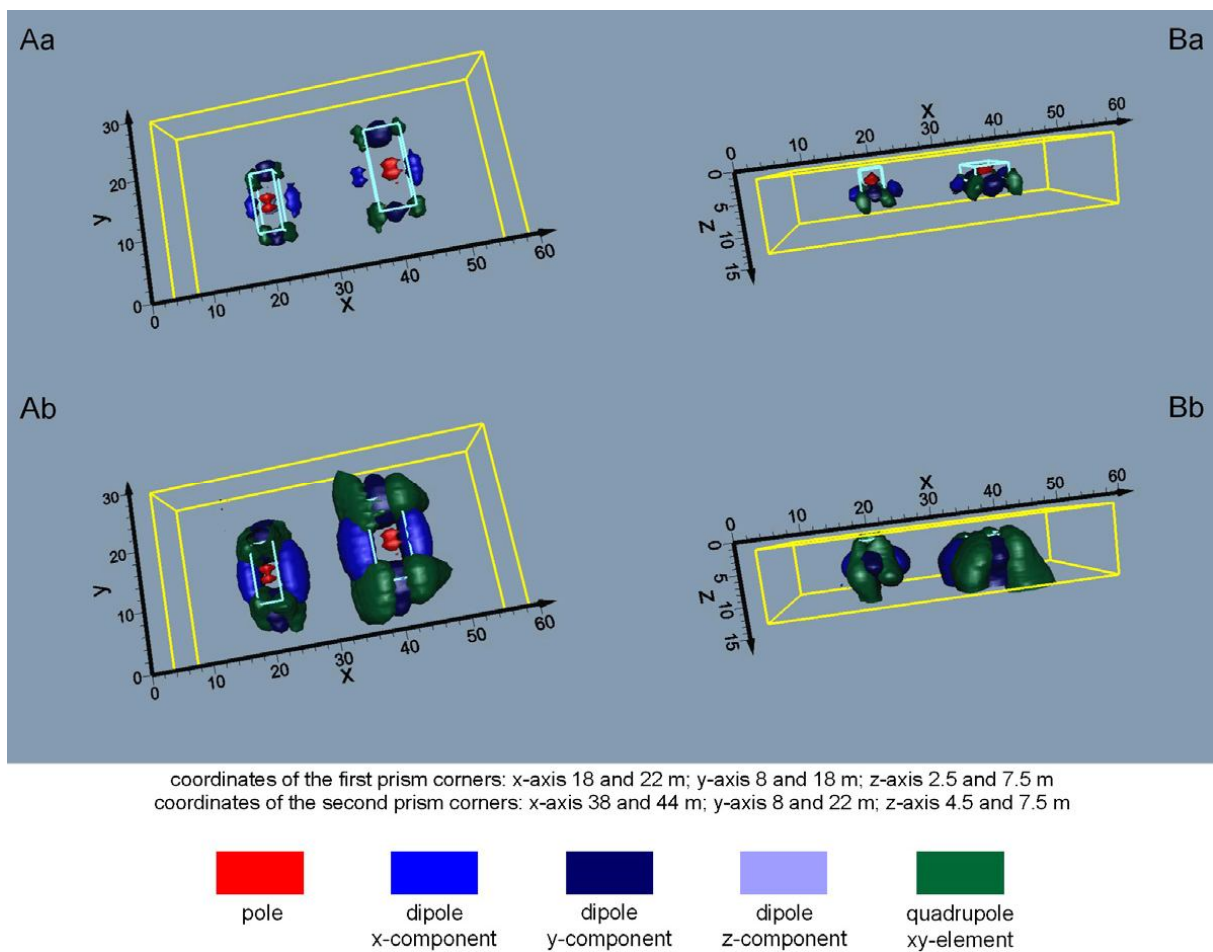 Aa
Ba
30
20
10
0
y
0
10
20
30
40
50
60
X
X
0
10
20
30
40
50
60
0
5
10
15
Z
Ab
Bb
30
20
10
0
y
0
10
20
30
40
50
60
X
X
0
10
20
30
40
50
60
0
5
10
15
Z
coordinates of the first prism corners: x-axis 18 and 22 m; y-axis 8 and 18 m; z-axis 2.5 and 7.5 m
coordinates of the second prism corners: x-axis 38 and 44 m; y-axis 8 and 22 m; z-axis 4.5 and 7.5 m
pole
dipole
x-component
dipole
y-component
dipole
z-component
quadrupole
xy-element